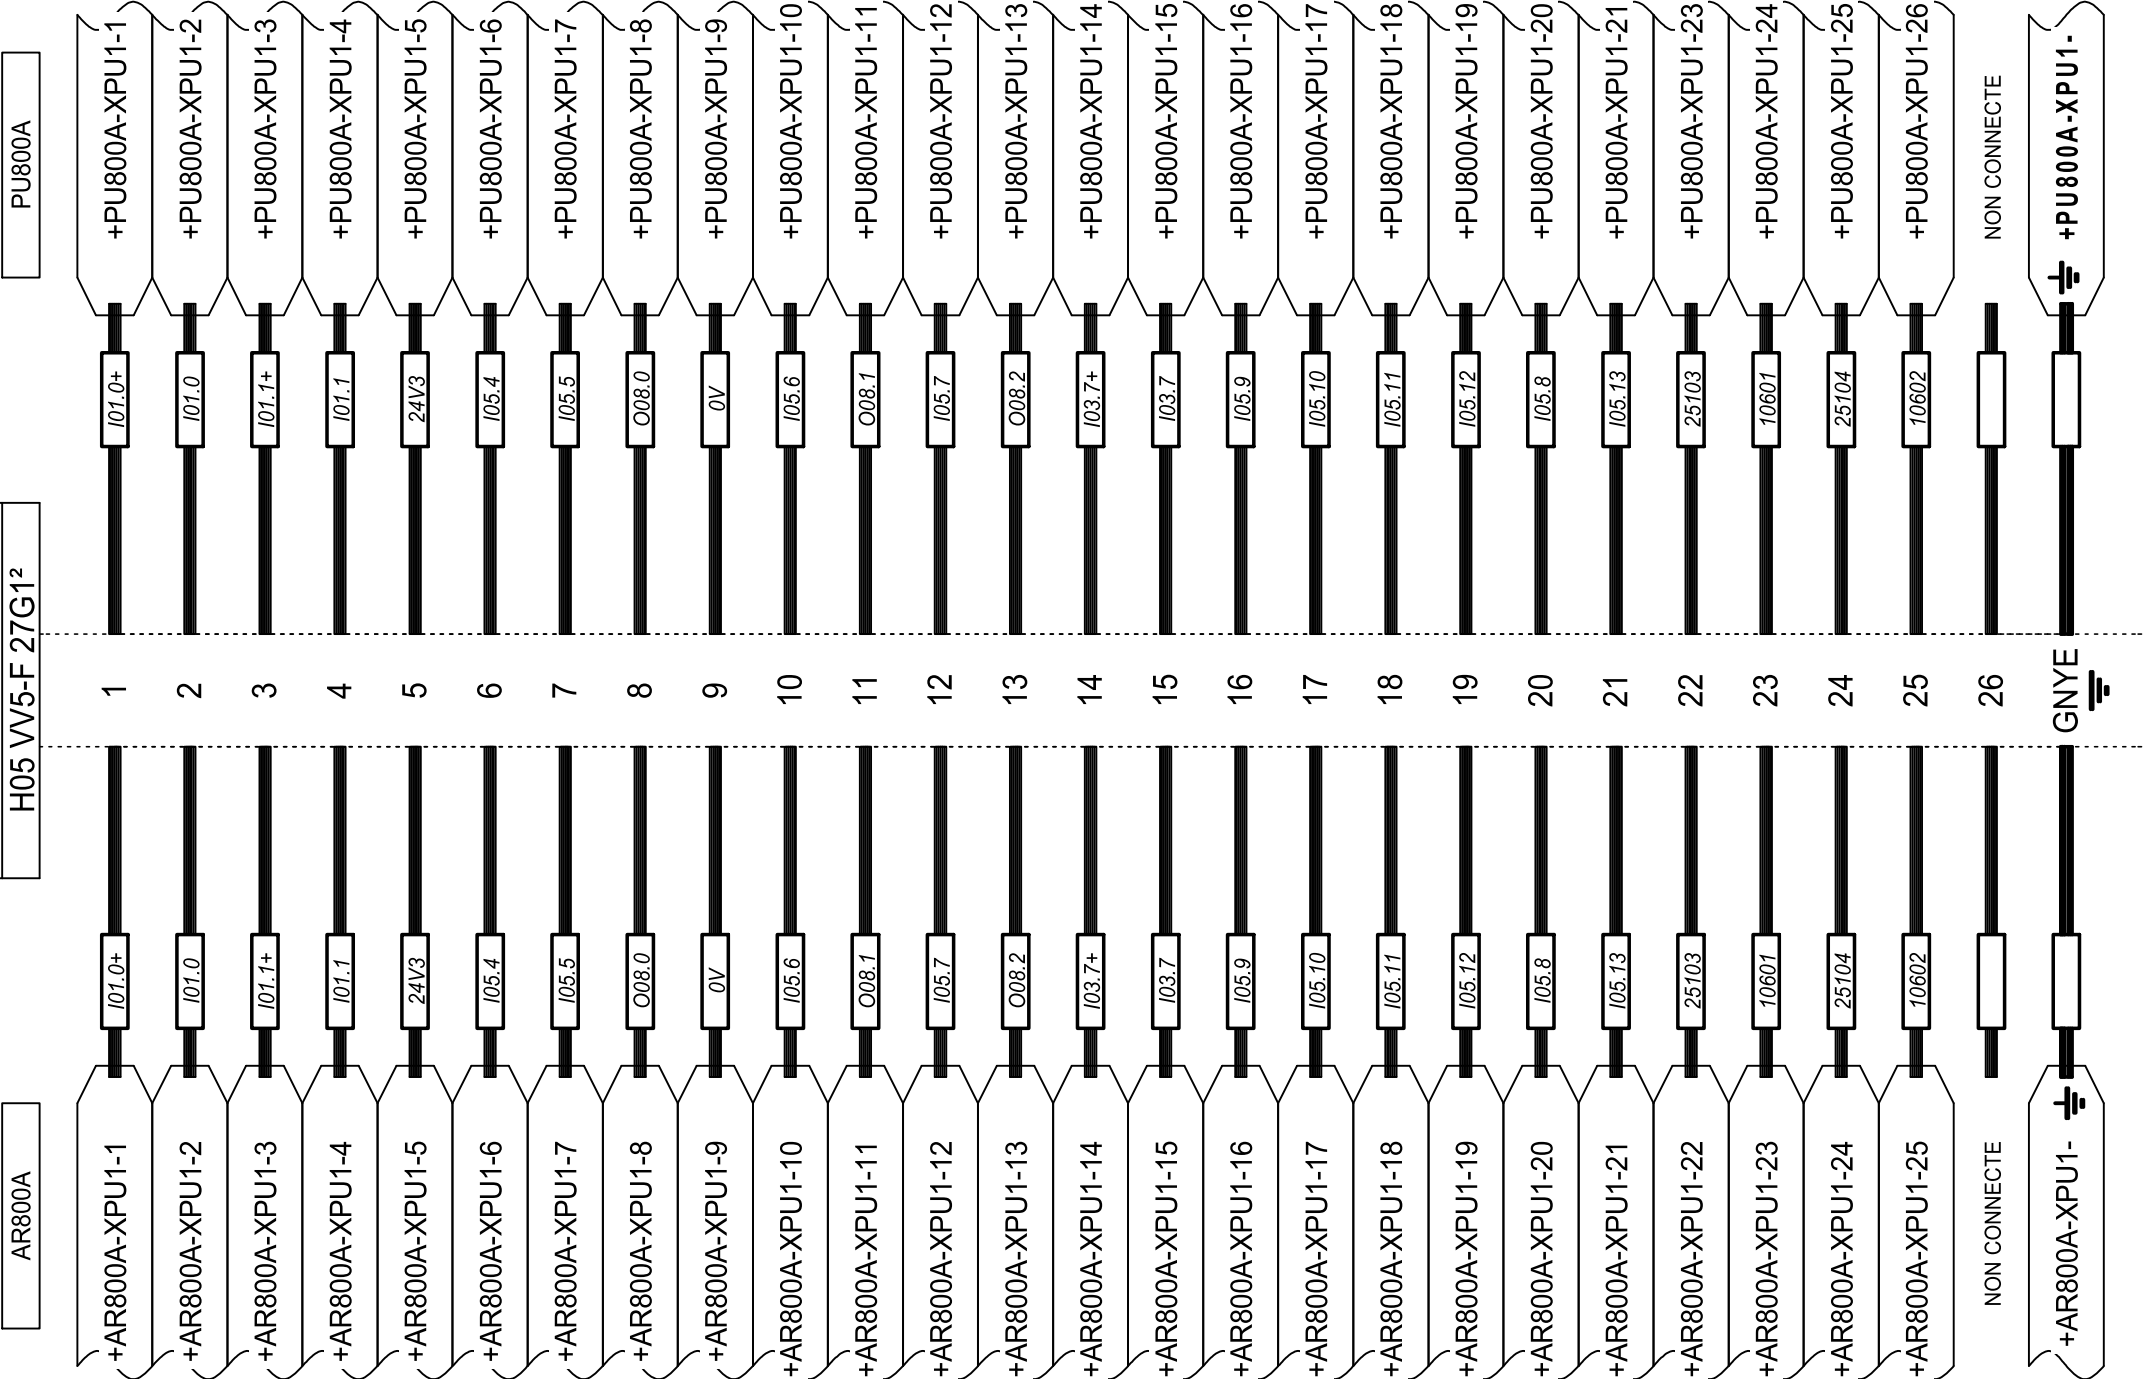 AR800A H05 VV5-F 27G1² PU800A
+AR800A-XPU1-1 I01.0+ 1 I01.0+ +PU800A-XPU1-1
+AR800A-XPU1-2 I01.0 2 I01.0 +PU800A-XPU1-2
+AR800A-XPU1-3 I01.1+ 3 I01.1+ +PU800A-XPU1-3
+AR800A-XPU1-4 I01.1 4 I01.1 +PU800A-XPU1-4
+AR800A-XPU1-5 24V3 5 24V3 +PU800A-XPU1-5
+AR800A-XPU1-6 I05.4 6 I05.4 +PU800A-XPU1-6
+AR800A-XPU1-7 I05.5 7 I05.5 +PU800A-XPU1-7
+AR800A-XPU1-8 O08.0 8 O08.0 +PU800A-XPU1-8
+AR800A-XPU1-9 0V 9 0V +PU800A-XPU1-9
+AR800A-XPU1-10 I05.6 10 I05.6 +PU800A-XPU1-10
+AR800A-XPU1-11 O08.1 11 O08.1 +PU800A-XPU1-11
+AR800A-XPU1-12 I05.7 12 I05.7 +PU800A-XPU1-12
+AR800A-XPU1-13 O08.2 13 O08.2 +PU800A-XPU1-13
+AR800A-XPU1-14 I03.7+ 14 I03.7+ +PU800A-XPU1-14
+AR800A-XPU1-15 I03.7 15 I03.7 +PU800A-XPU1-15
+AR800A-XPU1-16 I05.9 16 I05.9 +PU800A-XPU1-16
+AR800A-XPU1-17 I05.10 17 I05.10 +PU800A-XPU1-17
+AR800A-XPU1-18 I05.11 18 I05.11 +PU800A-XPU1-18
+AR800A-XPU1-19 I05.12 19 I05.12 +PU800A-XPU1-19
+AR800A-XPU1-20 I05.8 20 I05.8 +PU800A-XPU1-20
+AR800A-XPU1-21 I05.13 21 I05.13 +PU800A-XPU1-21
+AR800A-XPU1-22 25103 22 25103 +PU800A-XPU1-23
+AR800A-XPU1-23 10601 23 10601 +PU800A-XPU1-24
+AR800A-XPU1-24 25104 24 25104 +PU800A-XPU1-25
+AR800A-XPU1-25 10602 25 10602 +PU800A-XPU1-26
NON CONNECTE 26 NON CONNECTE
+AR800A-XPU1- GNYE +PU800A-XPU1-